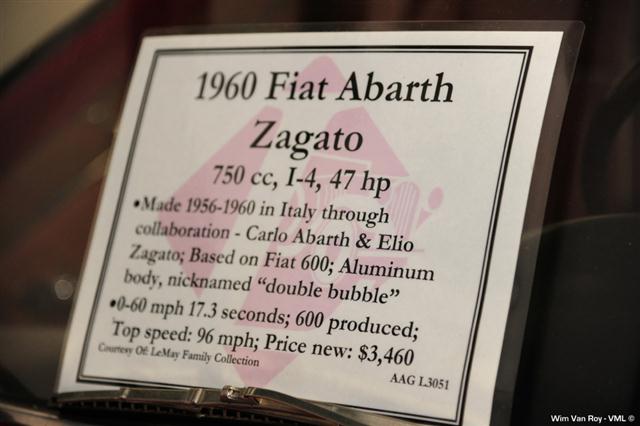 1960 Fiat Abarth
Zagato
750 cc, I-4, 47 hp
•Made 1956-1960 in Italy through
collaboration - Carlo Abarth & Elio
Zagato; Based on Fiat 600; Aluminum
body, nicknamed “double bubble”
•0-60 mph 17.3 seconds; 600 produced;
Top speed: 96 mph; Price new: $3,460
Courtesy Of: LeMay Family Collection
AAG L3051
Wim Van Roy - VML ©